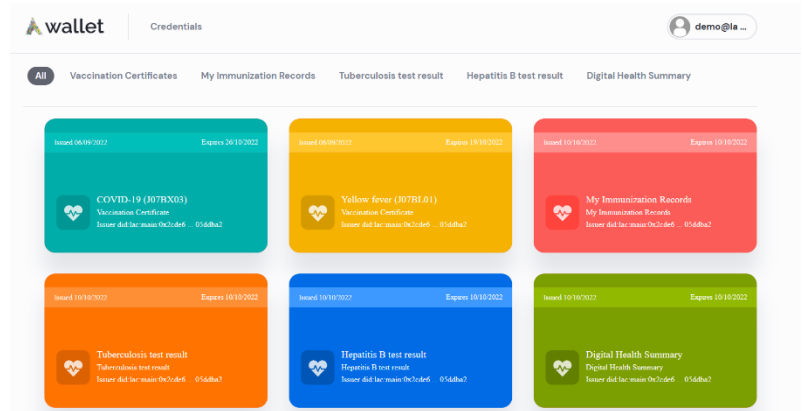 wallet
Credentials
demo@la ...
All
Vaccination Certificates
My Immunization Records
Tuberculosis test result
Hepatitis B test result
Digital Health Summary
Issued 06/09/2022 Expires 26/10/2022
COVID-19 (J07BX03)
Vaccination Certificate
Issuer did:lac:main:0x2cde6 ... 05ddba2
Issued 06/09/2022 Expires 19/10/2022
Yellow fever (J07BL01)
Vaccination Certificate
Issuer did:lac:main:0x2cde6 ... 05ddba2
Issued 10/10/2022 Expires 10/10/2022
My Immunization Records
My Immunization Records
Issuer did:lac:main:0x2cde6 ... 05ddba2
Issued 10/10/2022 Expires 10/10/2022
Tuberculosis test result
Tuberculosis test result
Issuer did:lac:main:0x2cde6 ... 05ddba2
Issued 10/10/2022 Expires 10/10/2022
Hepatitis B test result
Hepatitis B test result
Issuer did:lac:main:0x2cde6 ... 05ddba2
Issued 10/10/2022 Expires 10/10/2022
Digital Health Summary
Digital Health Summary
Issuer did:lac:main:0x2cde6 ... 05ddba2